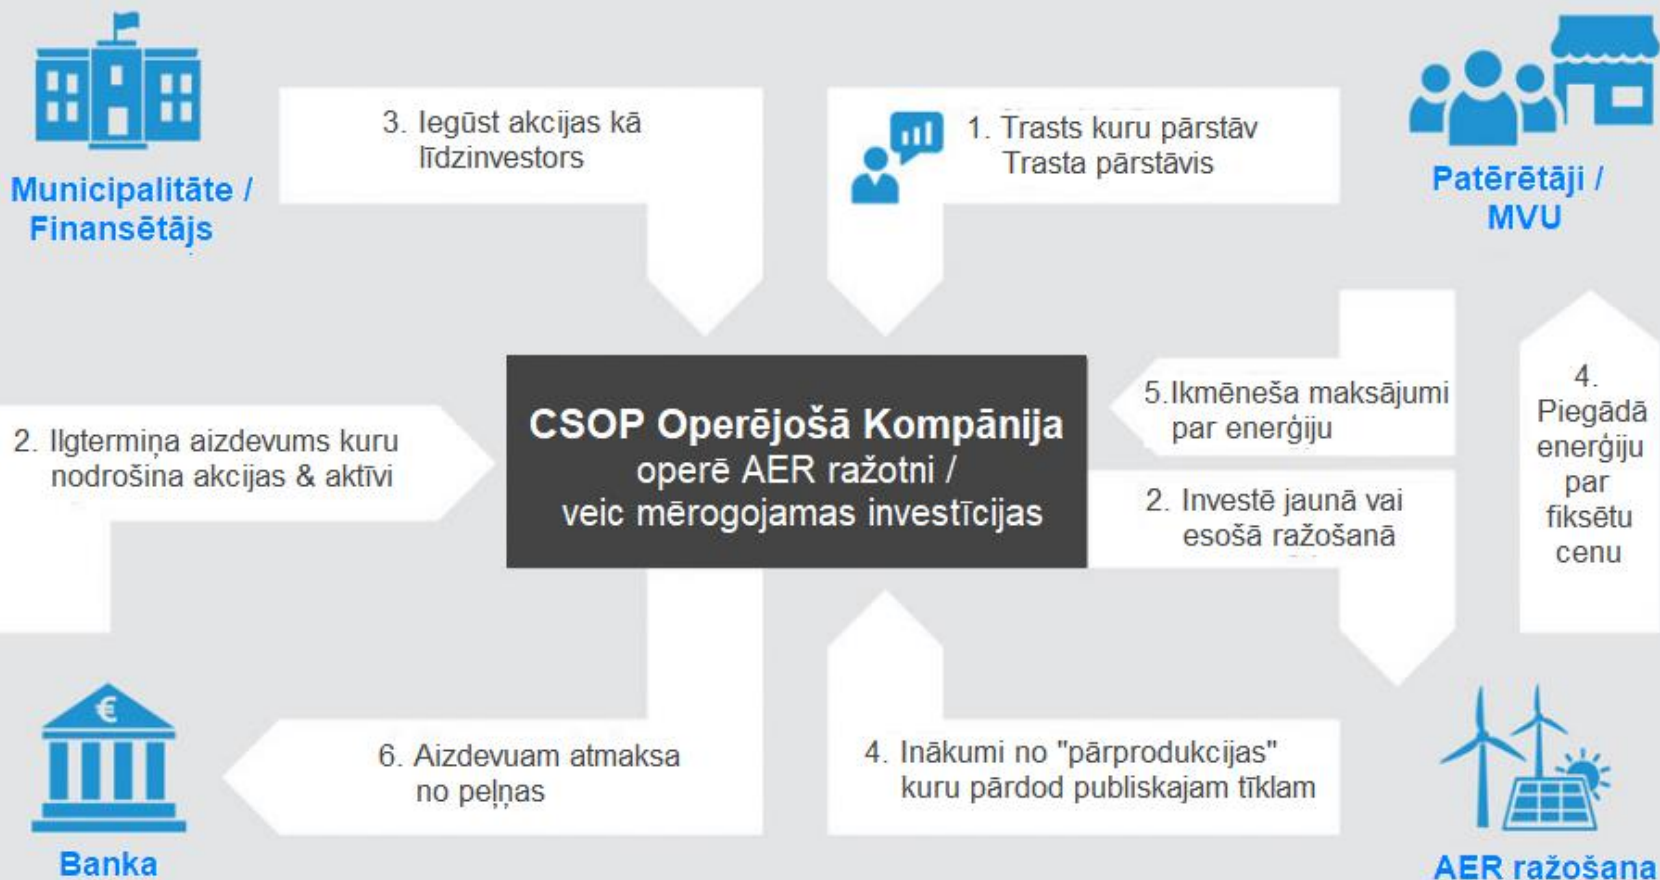 Municipalitāte /
Finansētājs
3. Iegūst akcijas kā
līdzinvestors
1. Trasts kuru pārstāv
Trasta pārstāvis
Patērētāji /
MVU
2. Ilgtermiņa aizdevums kuru
nodrošina akcijas & aktīvi
CSOP Operējošā Kompānija
operē AER ražotni /
veic mērogojamas investīcijas
5.Ikmēneša maksājumi
par enerģiju
2. Investē jaunā vai
esošā ražošanā
4.
Piegādā
enerģiju
par
fiksētu
cenu
€
Banka
6. Aizdevuam atmaksa
no peļņas
4. Inākumi no "pārprodukcijas"
kuru pārdod publiskajam tīklam
AER ražošana